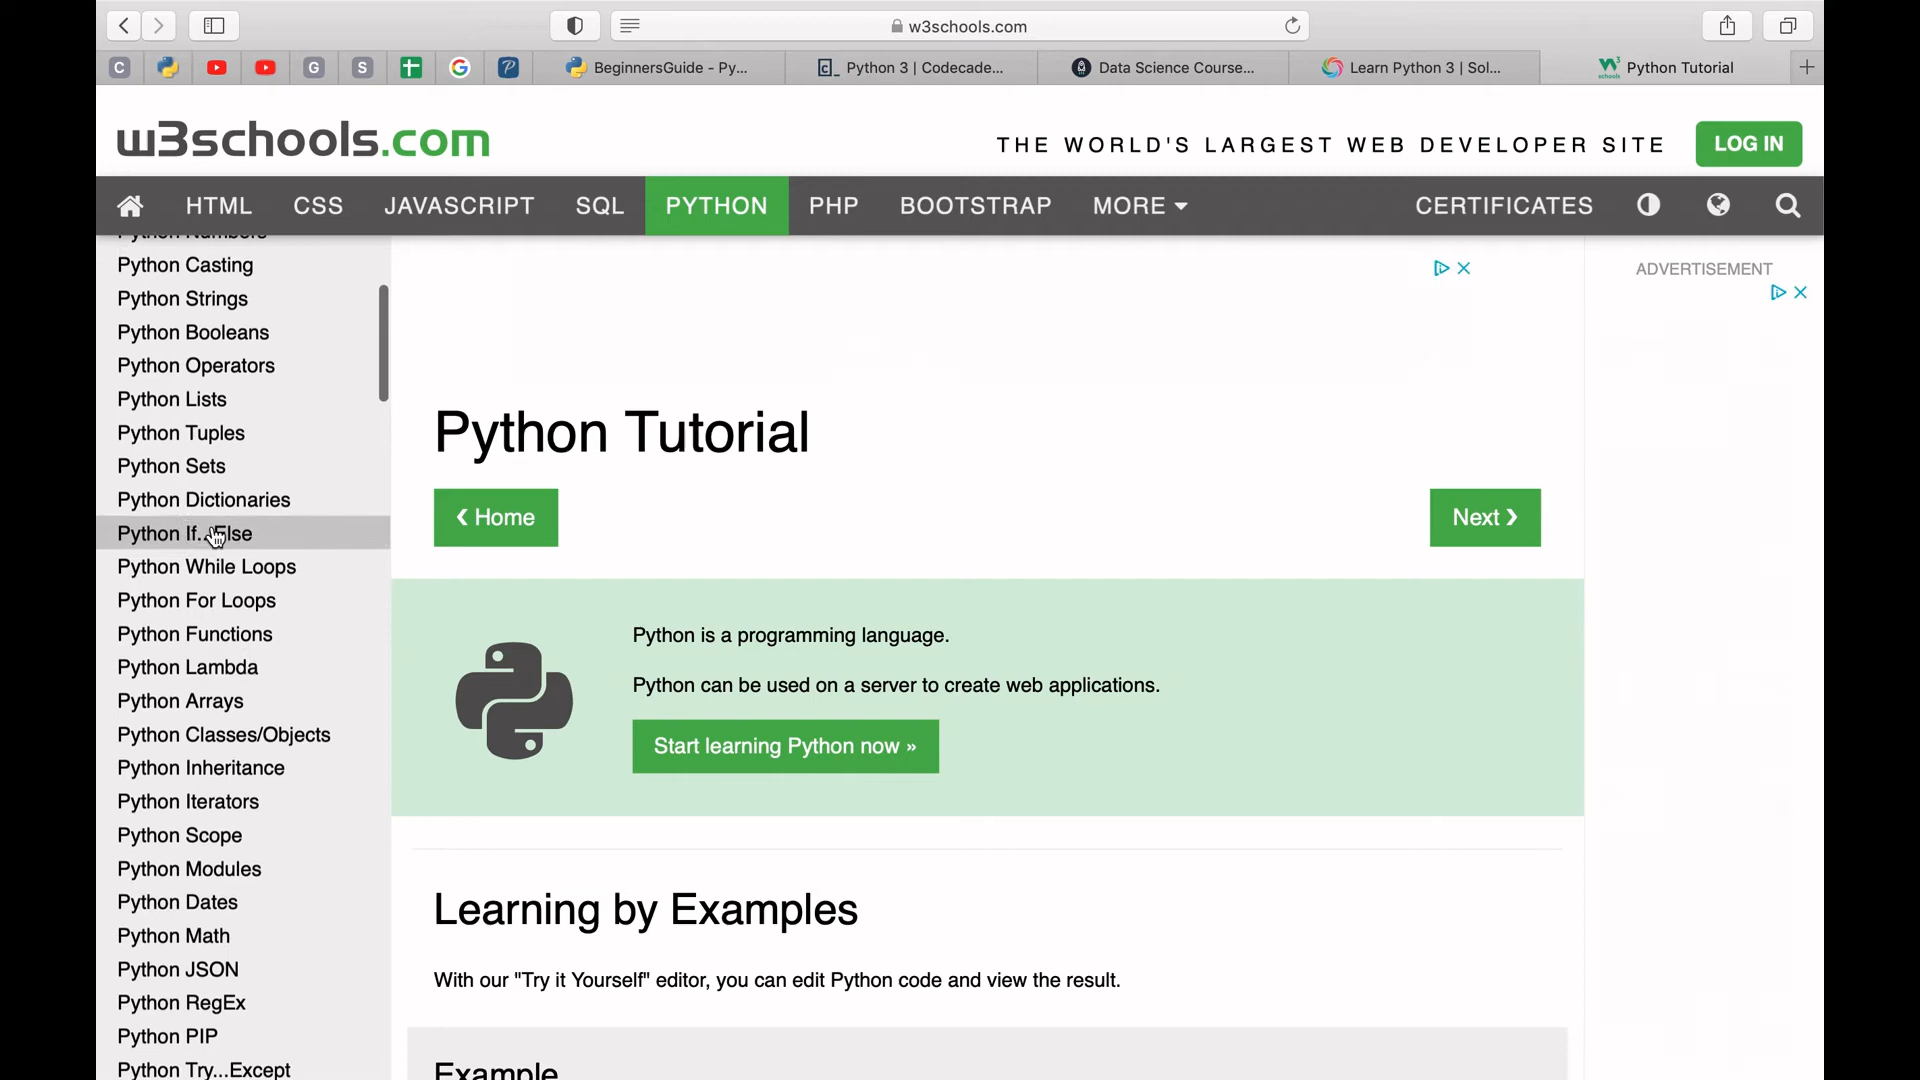 w3schools.com
C
G
S
BeginnersGuide - Py...
Python 3 | Codecade...
Data Science Course...
Learn Python 3 | Sol...
Python Tutorial
w3schools.com
THE WORLD'S LARGEST WEB DEVELOPER SITE
LOG IN
HTML
CSS
JAVASCRIPT
SQL
PYTHON
PHP
BOOTSTRAP
MORE
CERTIFICATES
Python Numbers
Python Casting
Python Strings
Python Booleans
Python Operators
Python Lists
Python Tuples
Python Sets
Python Dictionaries
Python If...Else
Python While Loops
Python For Loops
Python Functions
Python Lambda
Python Arrays
Python Classes/Objects
Python Inheritance
Python Iterators
Python Scope
Python Modules
Python Dates
Python Math
Python JSON
Python RegEx
Python PIP
Python Try...Except
Python Tutorial
❮ Home
Next ❯
Python is a programming language.
Python can be used on a server to create web applications.
Start learning Python now »
Learning by Examples
With our "Try it Yourself" editor, you can edit Python code and view the result.
Example
ADVERTISEMENT